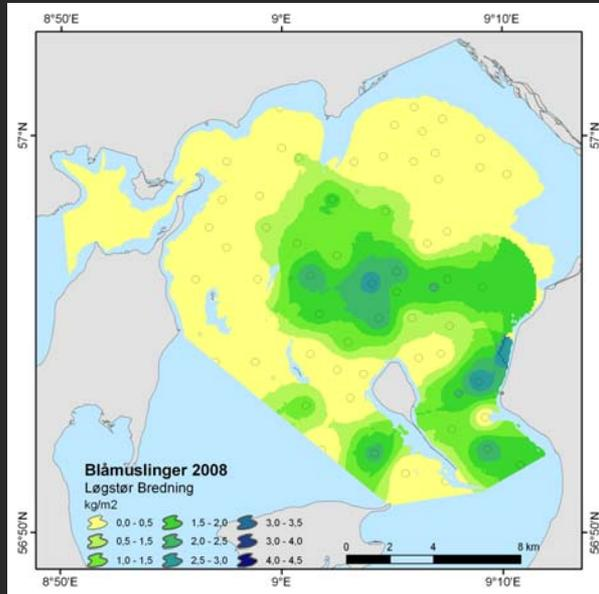 8°50'E 9°E 9°10'E
57°N 57°N
Blåmuslinger 2008
Løgstør Bredning
kg/m2
0,0 - 0,5 1,5 - 2,0 3,0 - 3,5
0,5 - 1,5 2,0 - 2,5 3,0 - 4,0
1,0 - 1,5 2,5 - 3,0 4,0 - 4,5
0 2 4 8 km
56°50'N 56°50'N
8°50'E 9°E 9°10'E